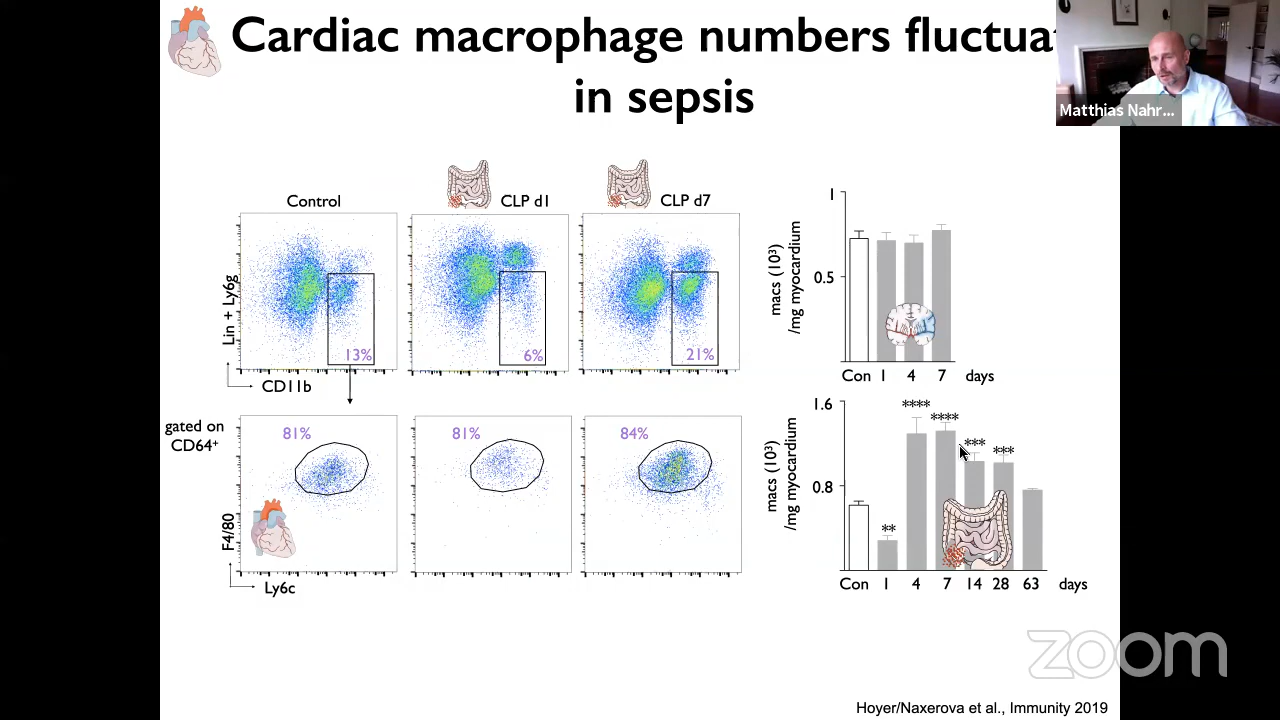 Cardiac macrophage numbers fluctuat
in sepsis
Matthias Nahr...
Control
CLP d1
CLP d7
Lin + Ly6g
13%
6%
21%
CD11b
gated on
CD64⁺
81%
81%
84%
F4/80
Ly6c
macs (10³)
/mg myocardium
1
0.5
Con 1 4 7 days
macs (10³)
/mg myocardium
1.6
0.8
**
****
****
***
***
Con 1 4 7 14 28 63 days
zoom
Hoyer/Naxerova et al., Immunity 2019